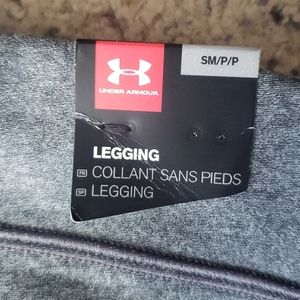 SM/P/P
UNDER ARMOUR
LEGGING
FR COLLANT SANS PIEDS
SP LEGGING